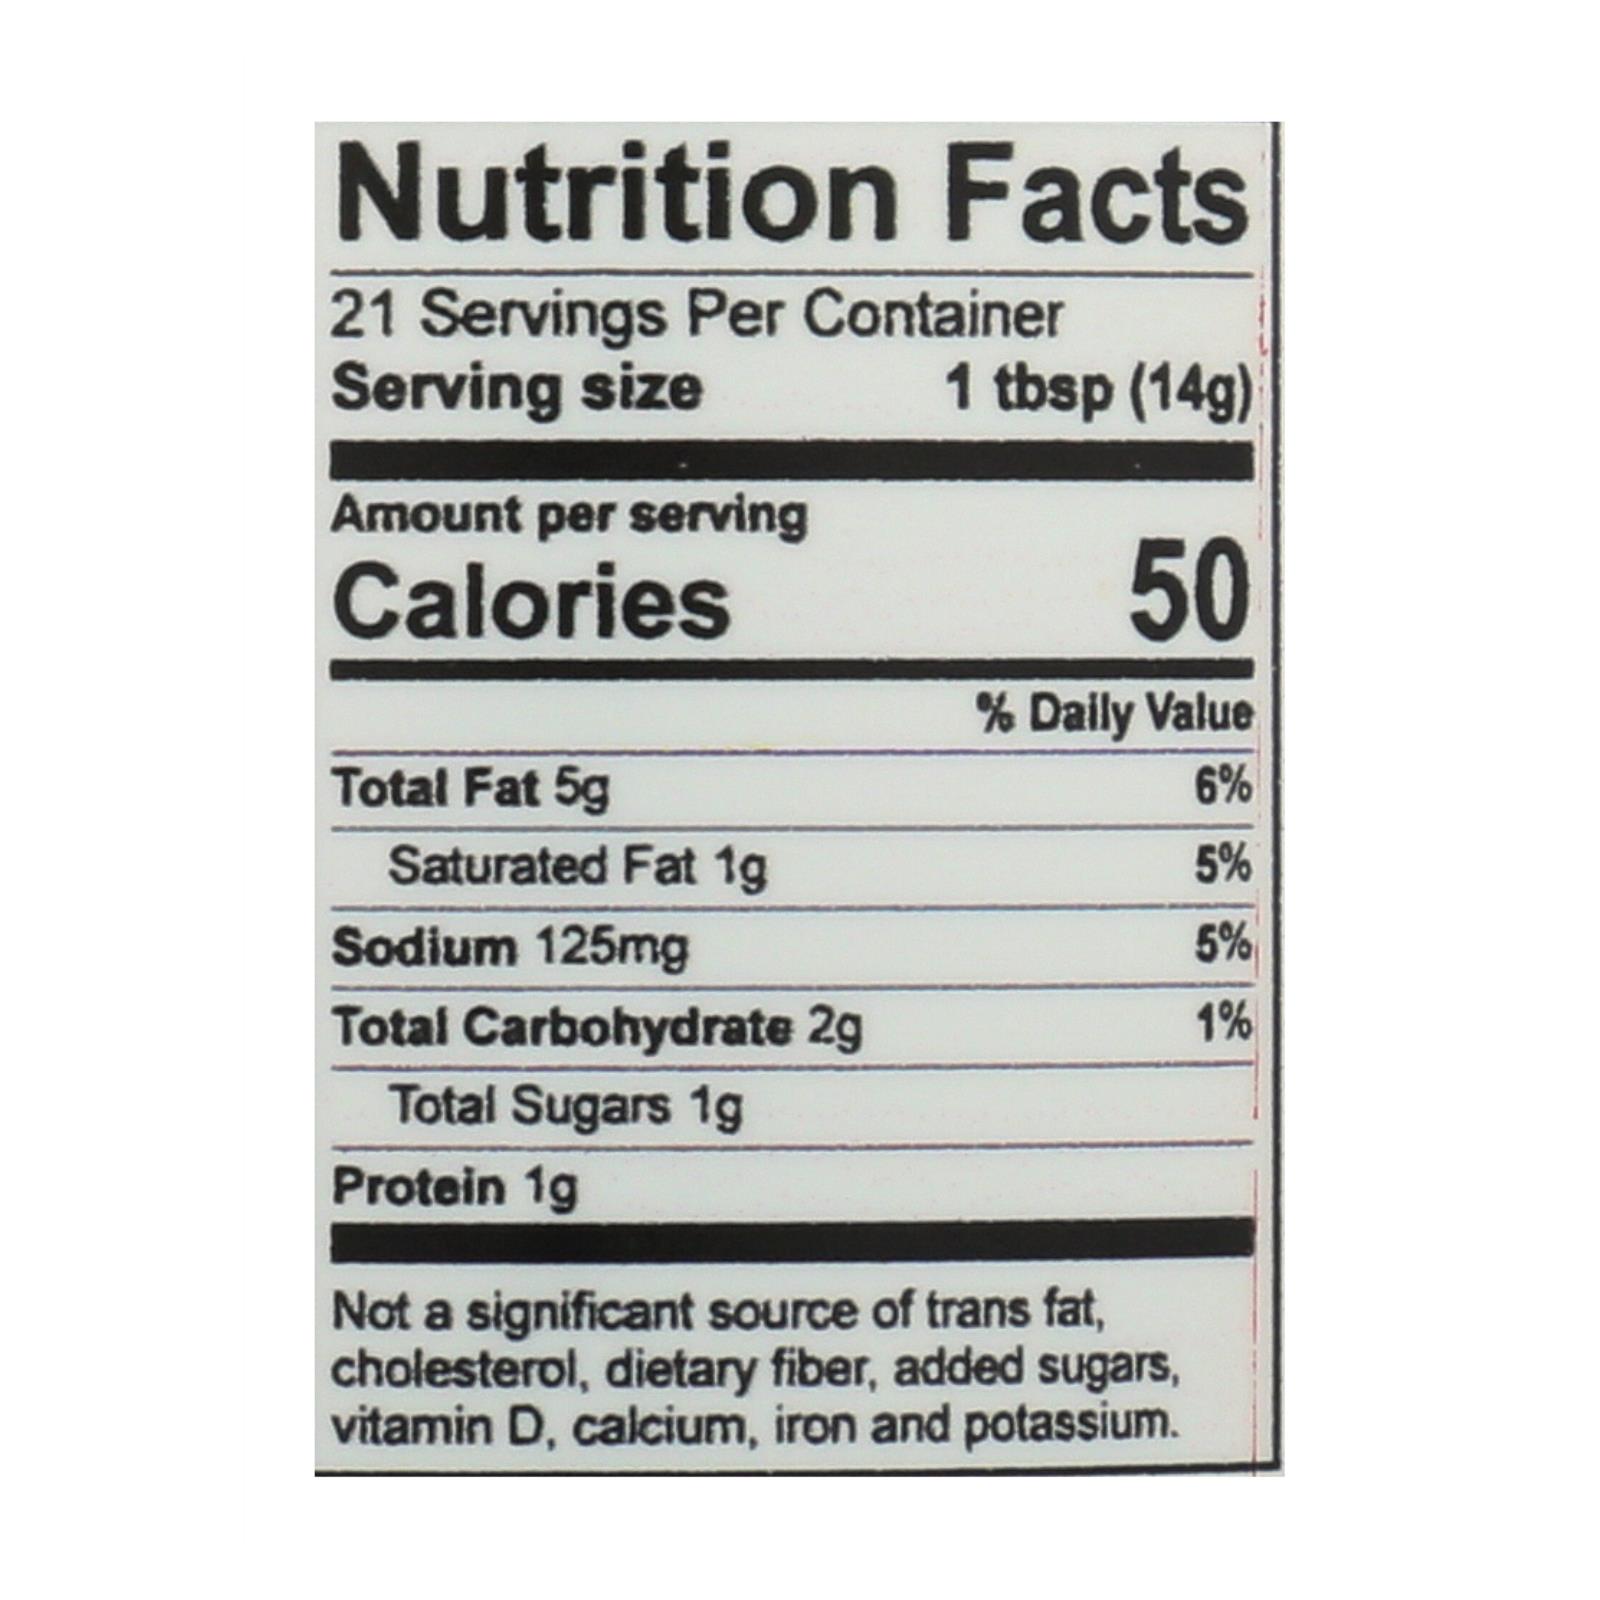 Nutrition Facts
21 Servings Per Container
Serving size 1 tbsp (14g)
Amount per serving
Calories 50
% Daily Value
Total Fat 5g 6%
Saturated Fat 1g 5%
Sodium 125mg 5%
Total Carbohydrate 2g 1%
Total Sugars 1g
Protein 1g
Not a significant source of trans fat,
cholesterol, dietary fiber, added sugars,
vitamin D, calcium, iron and potassium.